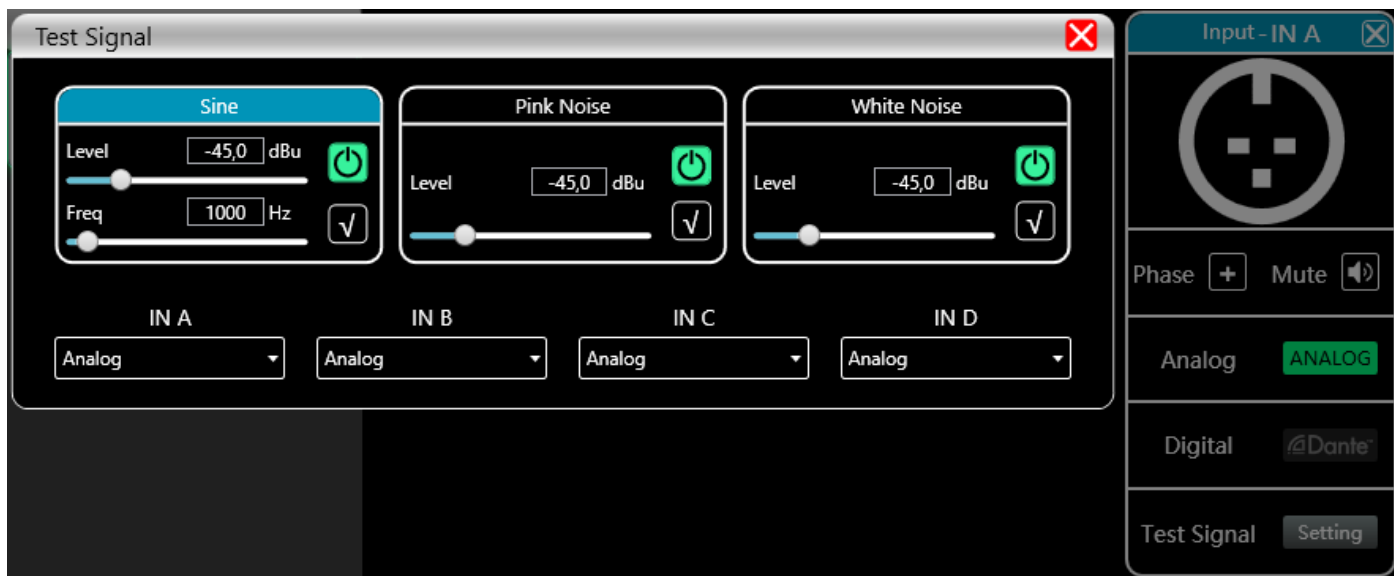 Test Signal
Input - IN A
Sine
Pink Noise
White Noise
Level -45,0 dBu
Freq 1000 Hz
Level -45,0 dBu
Level -45,0 dBu
IN A
IN B
IN C
IN D
Analog
Analog
Analog
Analog
Phase + Mute
Analog ANALOG
Digital Dante™
Test Signal Setting